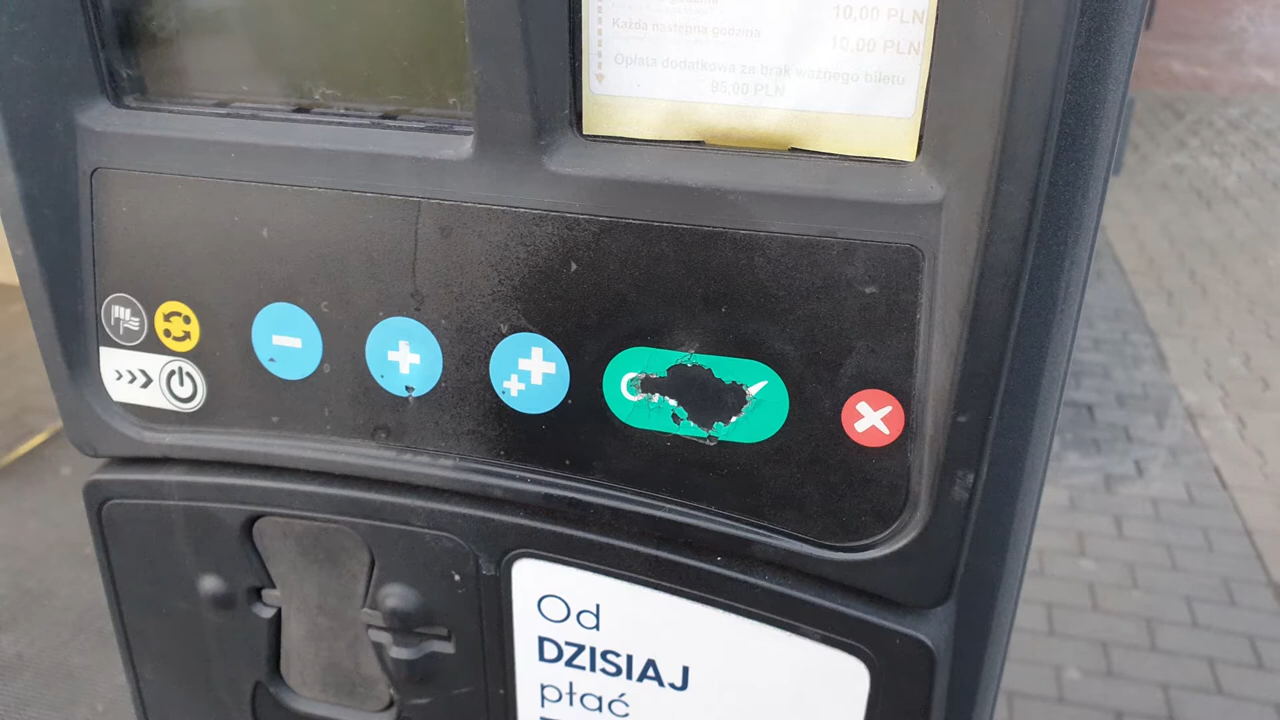 10,00 PLN
Każda następna godzina
10,00 PLN
Opłata dodatkowa za brak ważnego biletu
95,00 PLN
Od
DZISIAJ
płać